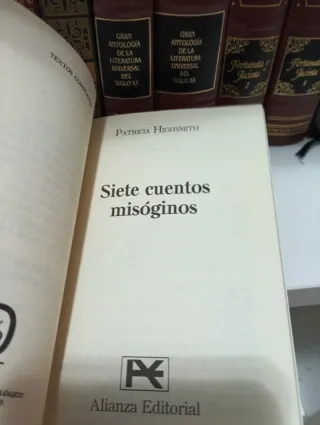 GRAN
ANTOLOGÍA
DE LA
LITERATURA
UNIVERSAL
DEL
SIGLO XX
GRAN
ANTOLOGÍA
DE LA
LITERATURA
UNIVERSAL
DEL
SIGLO XX
Fortunata
y
Jacinta
2
Fortunata
y
Jacinta
PATRICIA HIGHSMITH
Siete cuentos
misóginos
Alianza Editorial